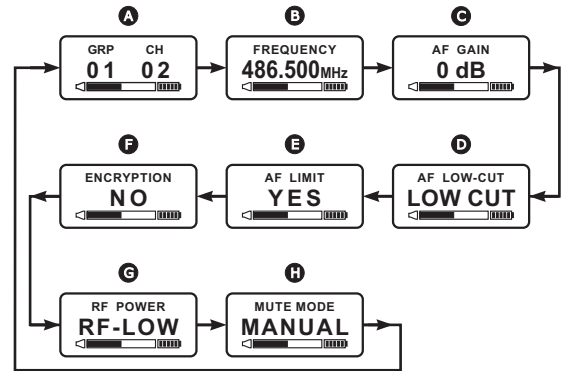 A
GRP CH
01 02
B
FREQUENCY
486.500MHz
C
AF GAIN
0 dB
F
ENCRYPTION
NO
E
AF LIMIT
YES
D
AF LOW-CUT
LOW CUT
G
RF POWER
RF-LOW
H
MUTE MODE
MANUAL